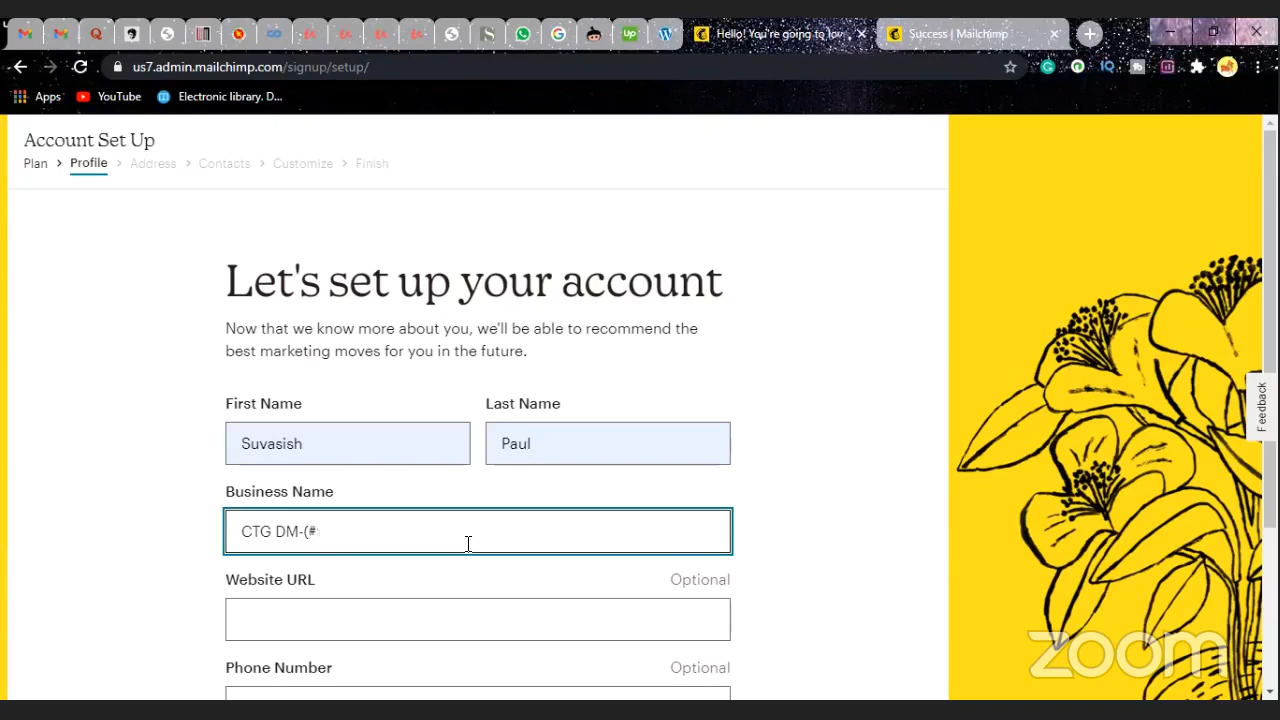 Hello! You're going to lov
Success | Mailchimp
us7.admin.mailchimp.com/signup/setup/
Apps YouTube Electronic library. D...
Account Set Up
Plan > Profile > Address > Contacts > Customize > Finish
Let's set up your account
Now that we know more about you, we'll be able to recommend the
best marketing moves for you in the future.
First Name Last Name
Suvasish Paul
Business Name
CTG DM-(#
Website URL Optional
Phone Number Optional
Feedback
zoom